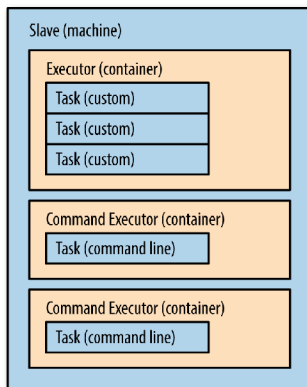 Slave (machine)
Executor (container)
Task (custom)
Task (custom)
Task (custom)
Command Executor (container)
Task (command line)
Command Executor (container)
Task (command line)